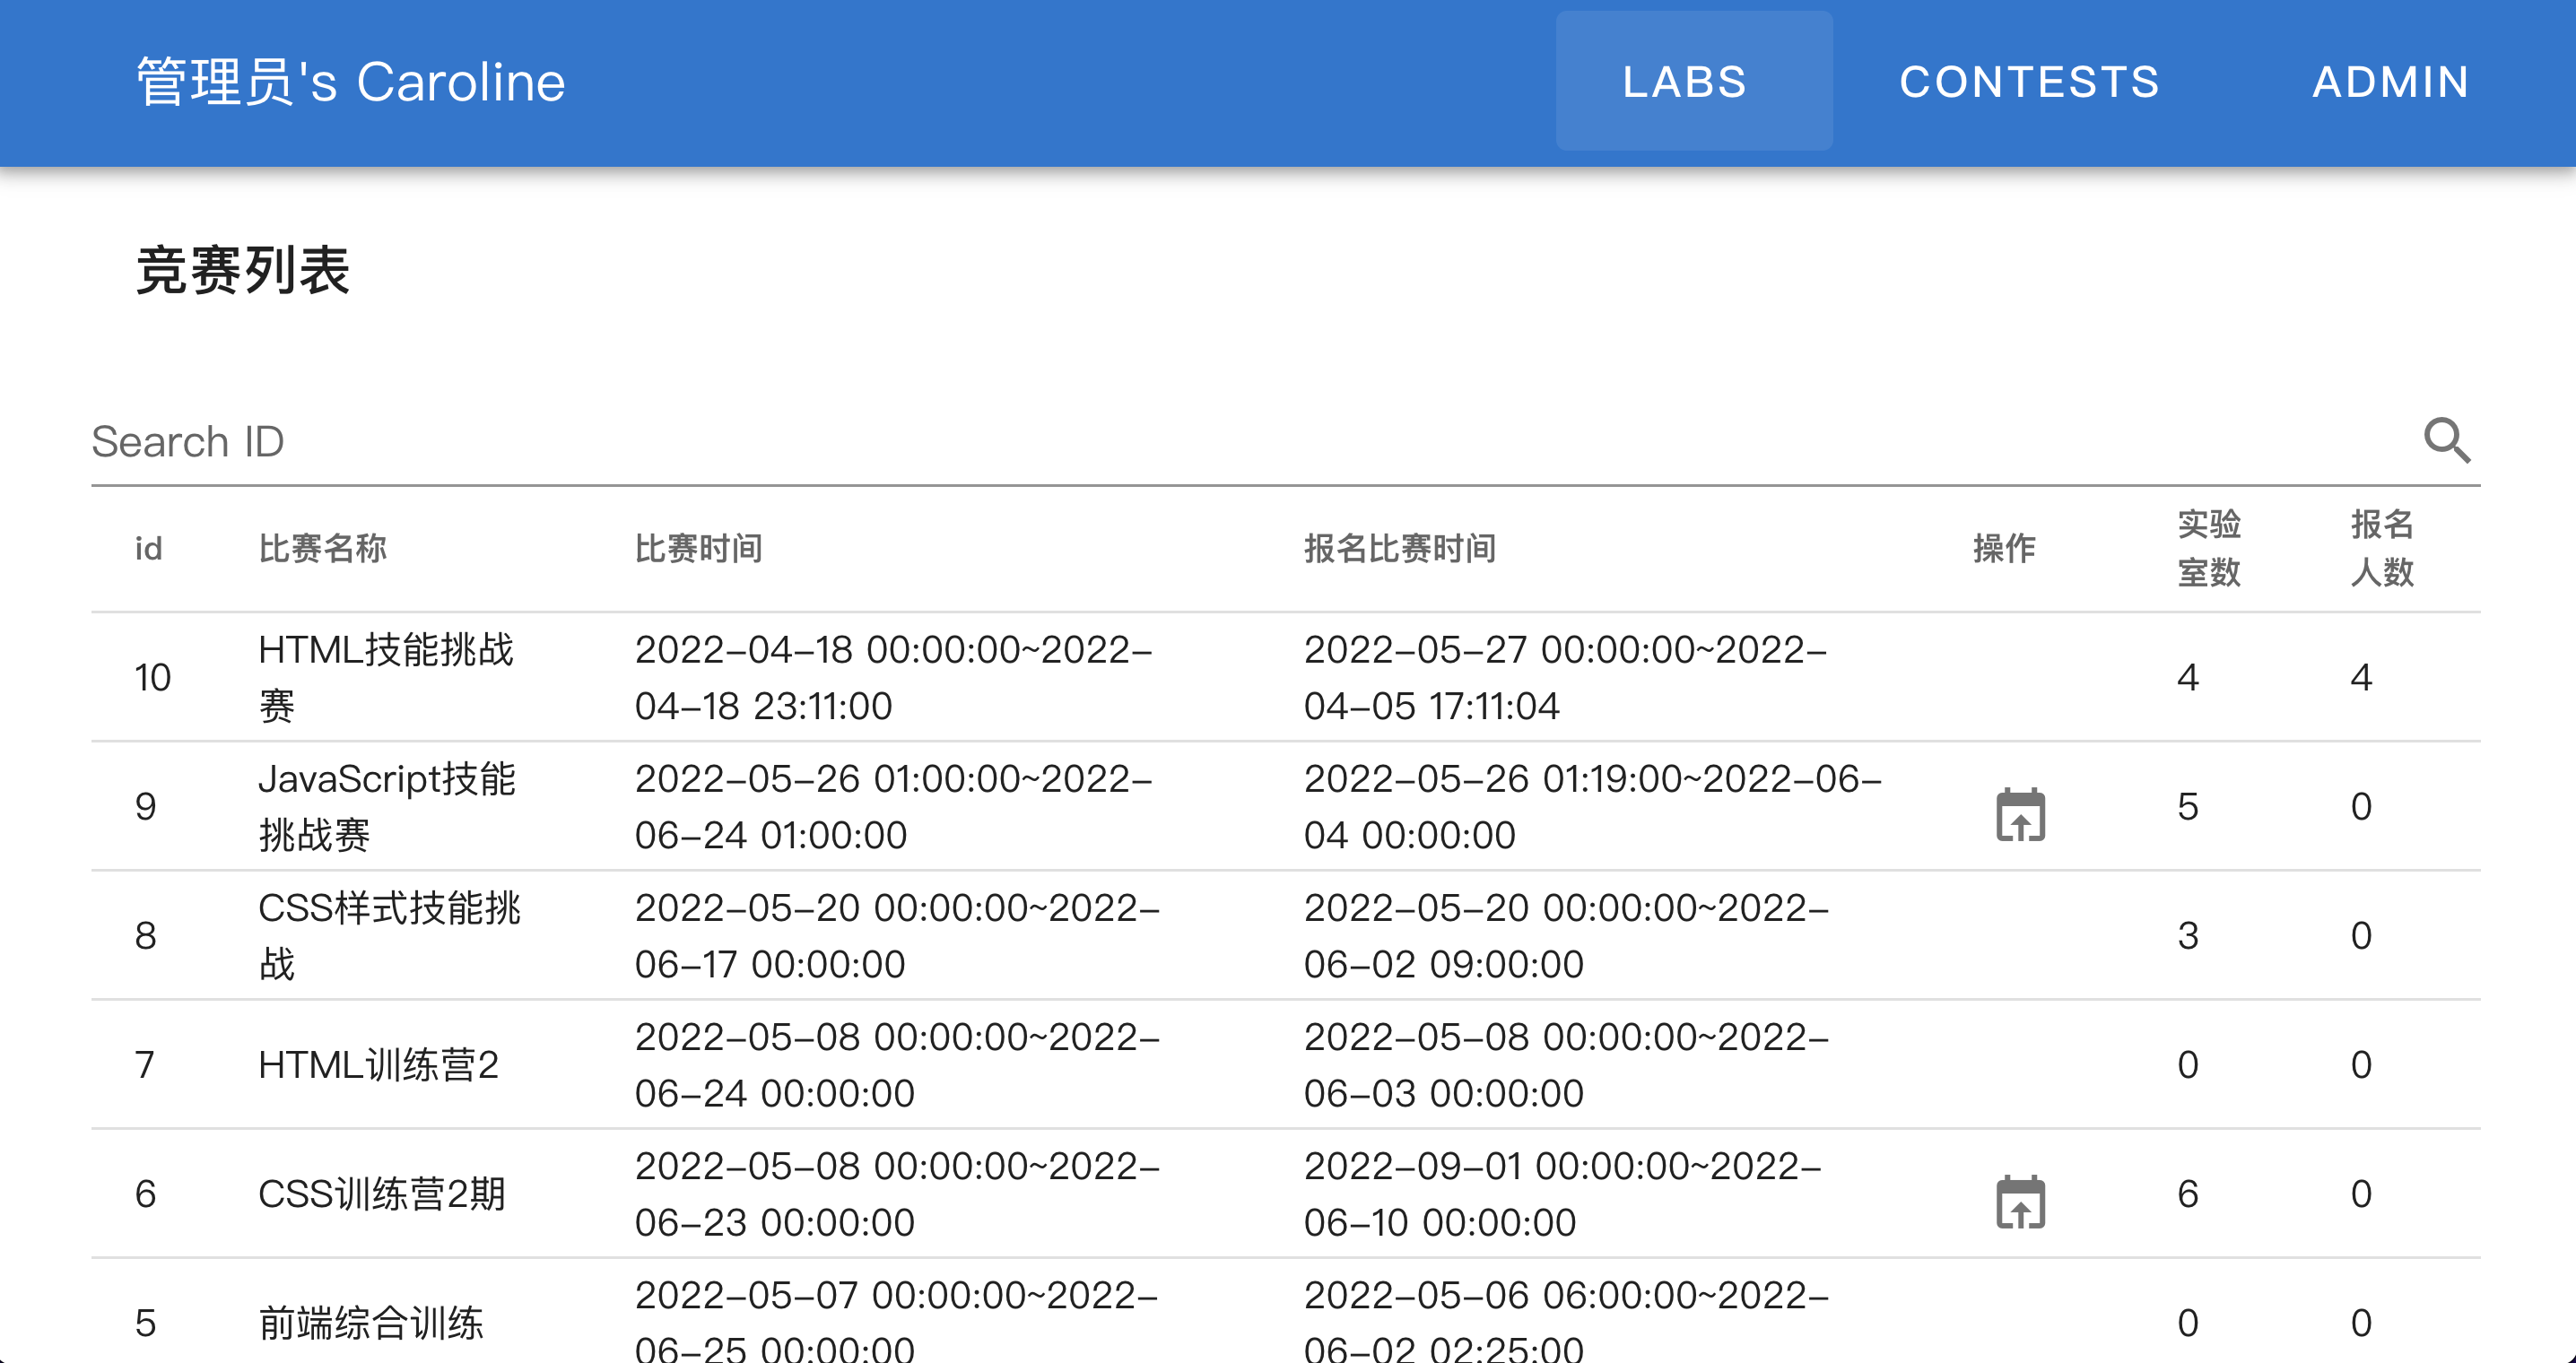 管理员's Caroline LABS CONTESTS ADMIN
竞赛列表
Search ID
id 比赛名称 比赛时间 报名比赛时间 操作 实验 报名
室数 人数
10 HTML技能挑战 2022-04-18 00:00:00~2022- 2022-05-27 00:00:00~2022- 4 4
赛 04-18 23:11:00 04-05 17:11:04
9 JavaScript技能 2022-05-26 01:00:00~2022- 2022-05-26 01:19:00~2022-06- 5 0
挑战赛 06-24 01:00:00 04 00:00:00
8 CSS样式技能挑 2022-05-20 00:00:00~2022- 2022-05-20 00:00:00~2022- 3 0
战 06-17 00:00:00 06-02 09:00:00
7 HTML训练营2 2022-05-08 00:00:00~2022- 2022-05-08 00:00:00~2022- 0 0
06-24 00:00:00 06-03 00:00:00
6 CSS训练营2期 2022-05-08 00:00:00~2022- 2022-09-01 00:00:00~2022- 6 0
06-23 00:00:00 06-10 00:00:00
5 前端综合训练 2022-05-07 00:00:00~2022- 2022-05-06 06:00:00~2022- 0 0
06-25 00:00:00 06-02 02:25:00